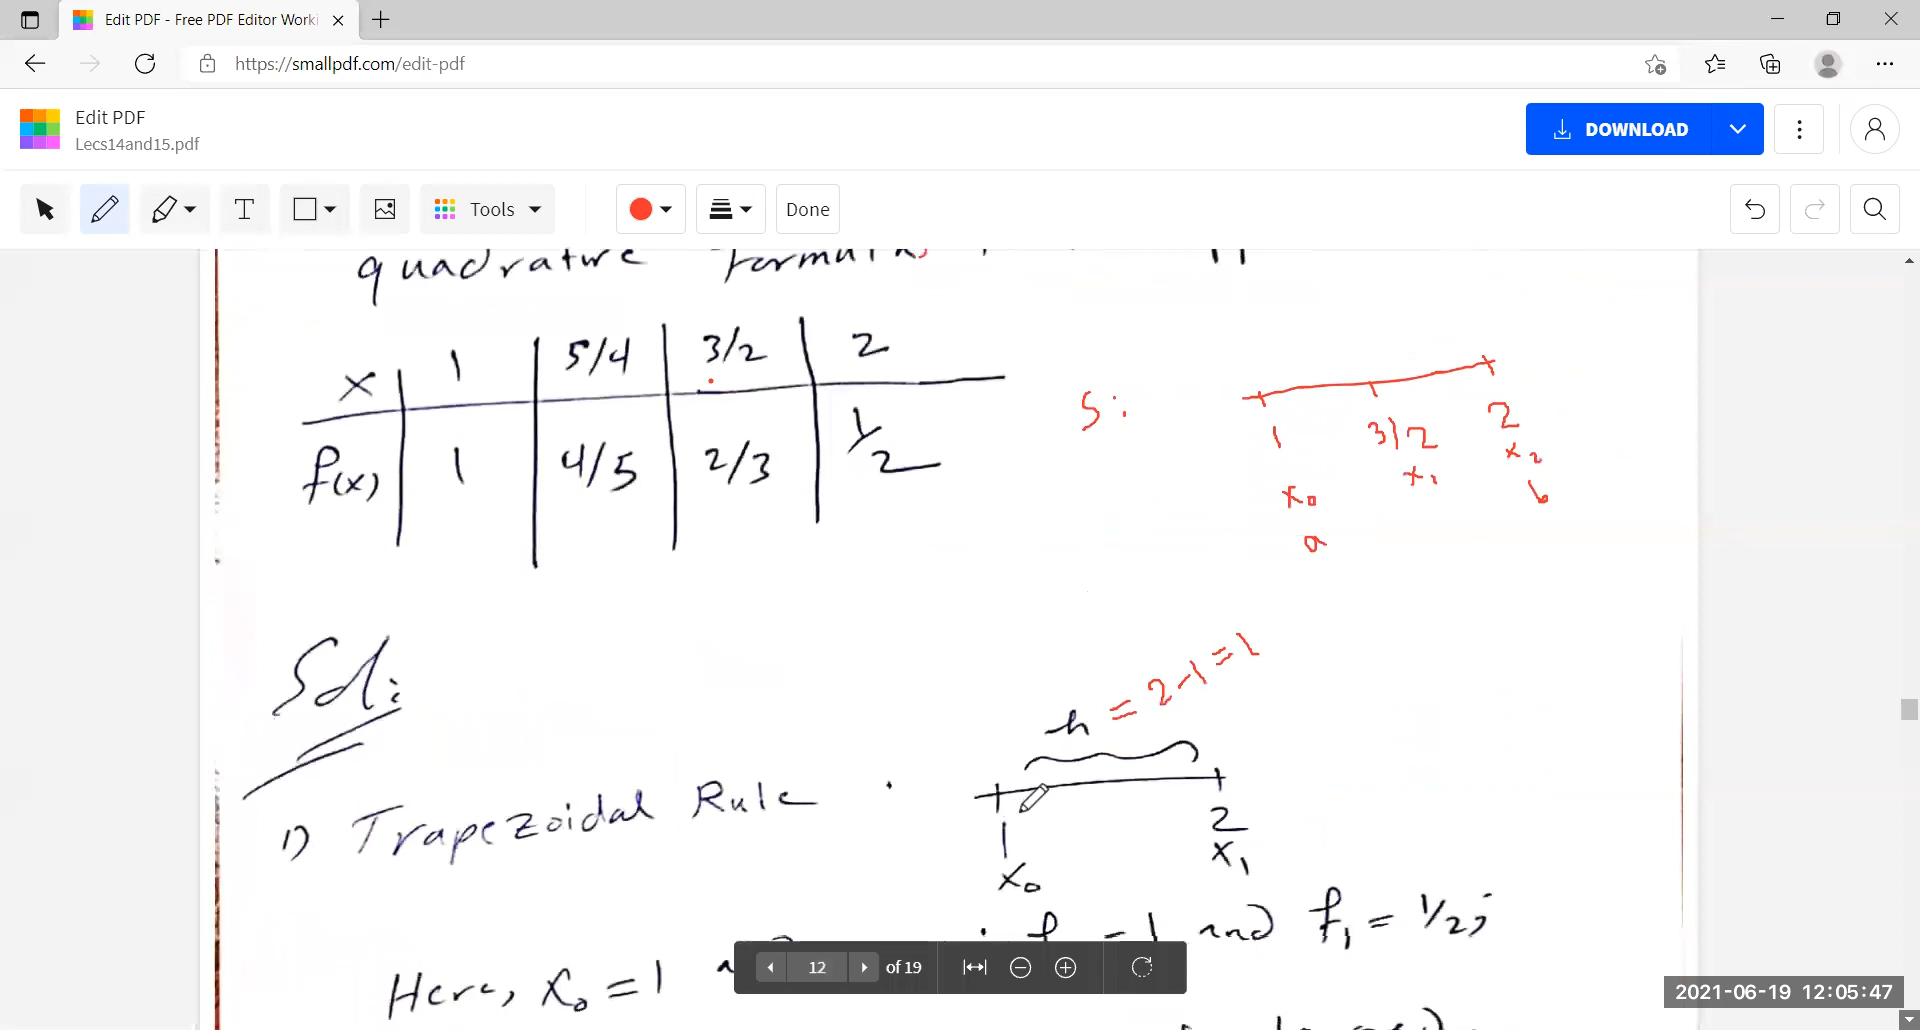 Edit PDF - Free PDF Editor Worki
https://smallpdf.com/edit-pdf
Edit PDF
Lecs14and15.pdf
DOWNLOAD
T
Tools
Done
quadrature formula,
x 1 5/4 3/2 2
f(x) 1 4/5 2/3 1/2
S:
1 3/2 2
x0 x1 x2
a b
Sol:
h = 2-1=1
1) Trapezoidal Rule
1 2
x0 x1
Here, x0 = 1
= 1 and f1 = 1/2;
12 of 19
2021-06-19 12:05:47